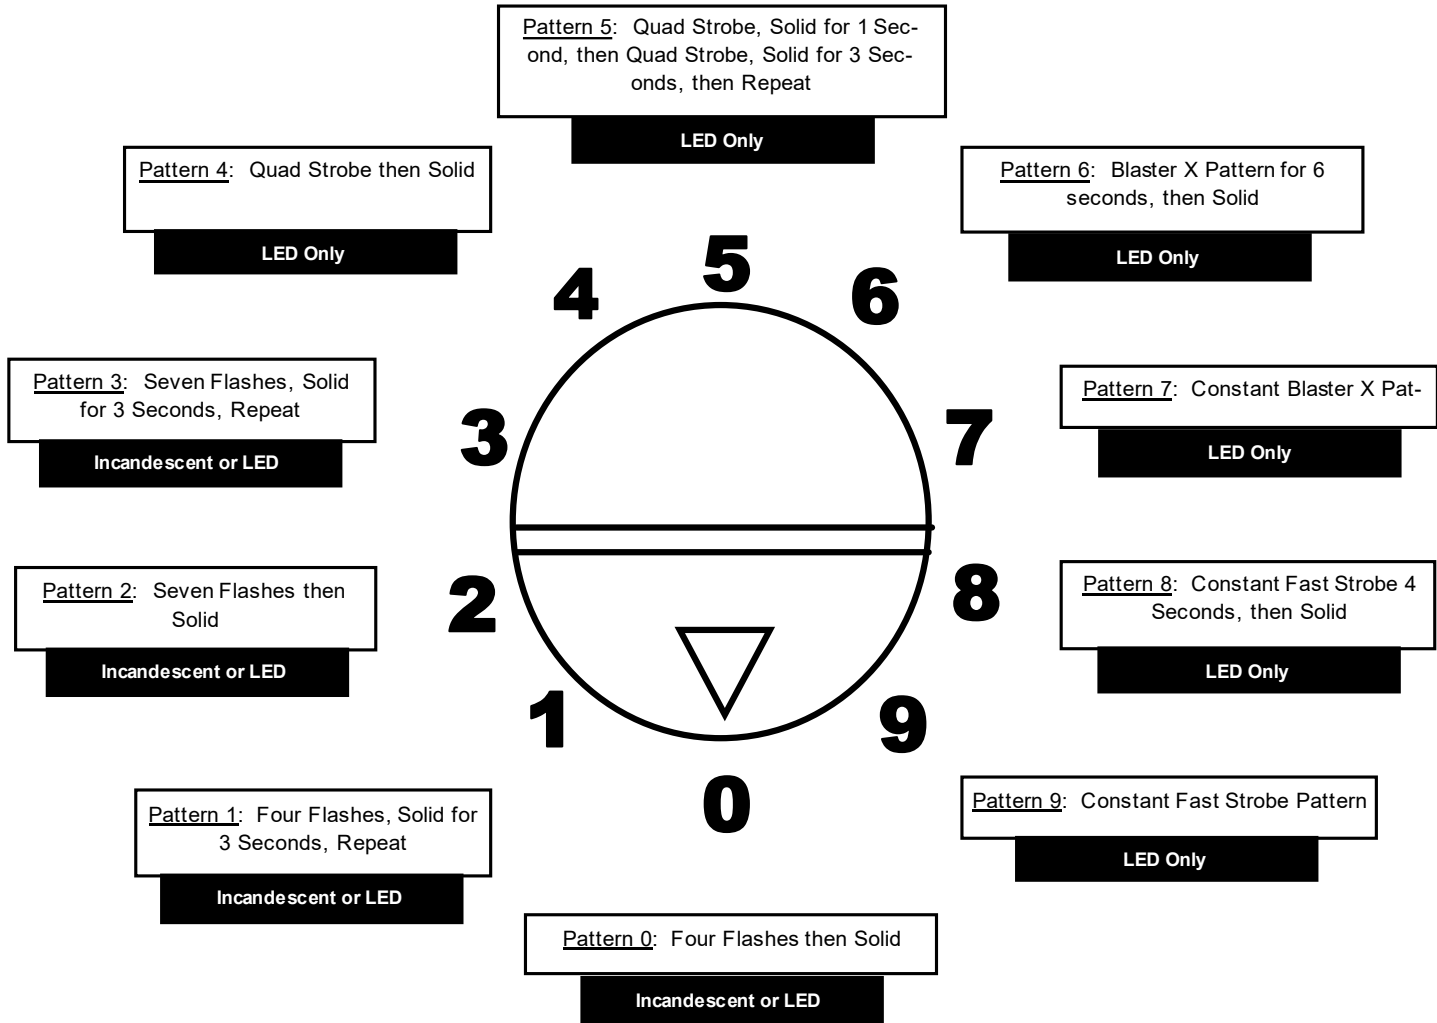 Pattern 5: Quad Strobe, Solid for 1 Sec-
ond, then Quad Strobe, Solid for 3 Sec-
onds, then Repeat
LED Only
Pattern 4: Quad Strobe then Solid
LED Only
Pattern 6: Blaster X Pattern for 6
seconds, then Solid
LED Only
5
4
6
Pattern 3: Seven Flashes, Solid
for 3 Seconds, Repeat
Incandescent or LED
3
7
Pattern 7: Constant Blaster X Pat-
LED Only
Pattern 2: Seven Flashes then
Solid
Incandescent or LED
2
8
Pattern 8: Constant Fast Strobe 4
Seconds, then Solid
LED Only
1
9
0
Pattern 1: Four Flashes, Solid for
3 Seconds, Repeat
Incandescent or LED
Pattern 9: Constant Fast Strobe Pattern
LED Only
Pattern 0: Four Flashes then Solid
Incandescent or LED